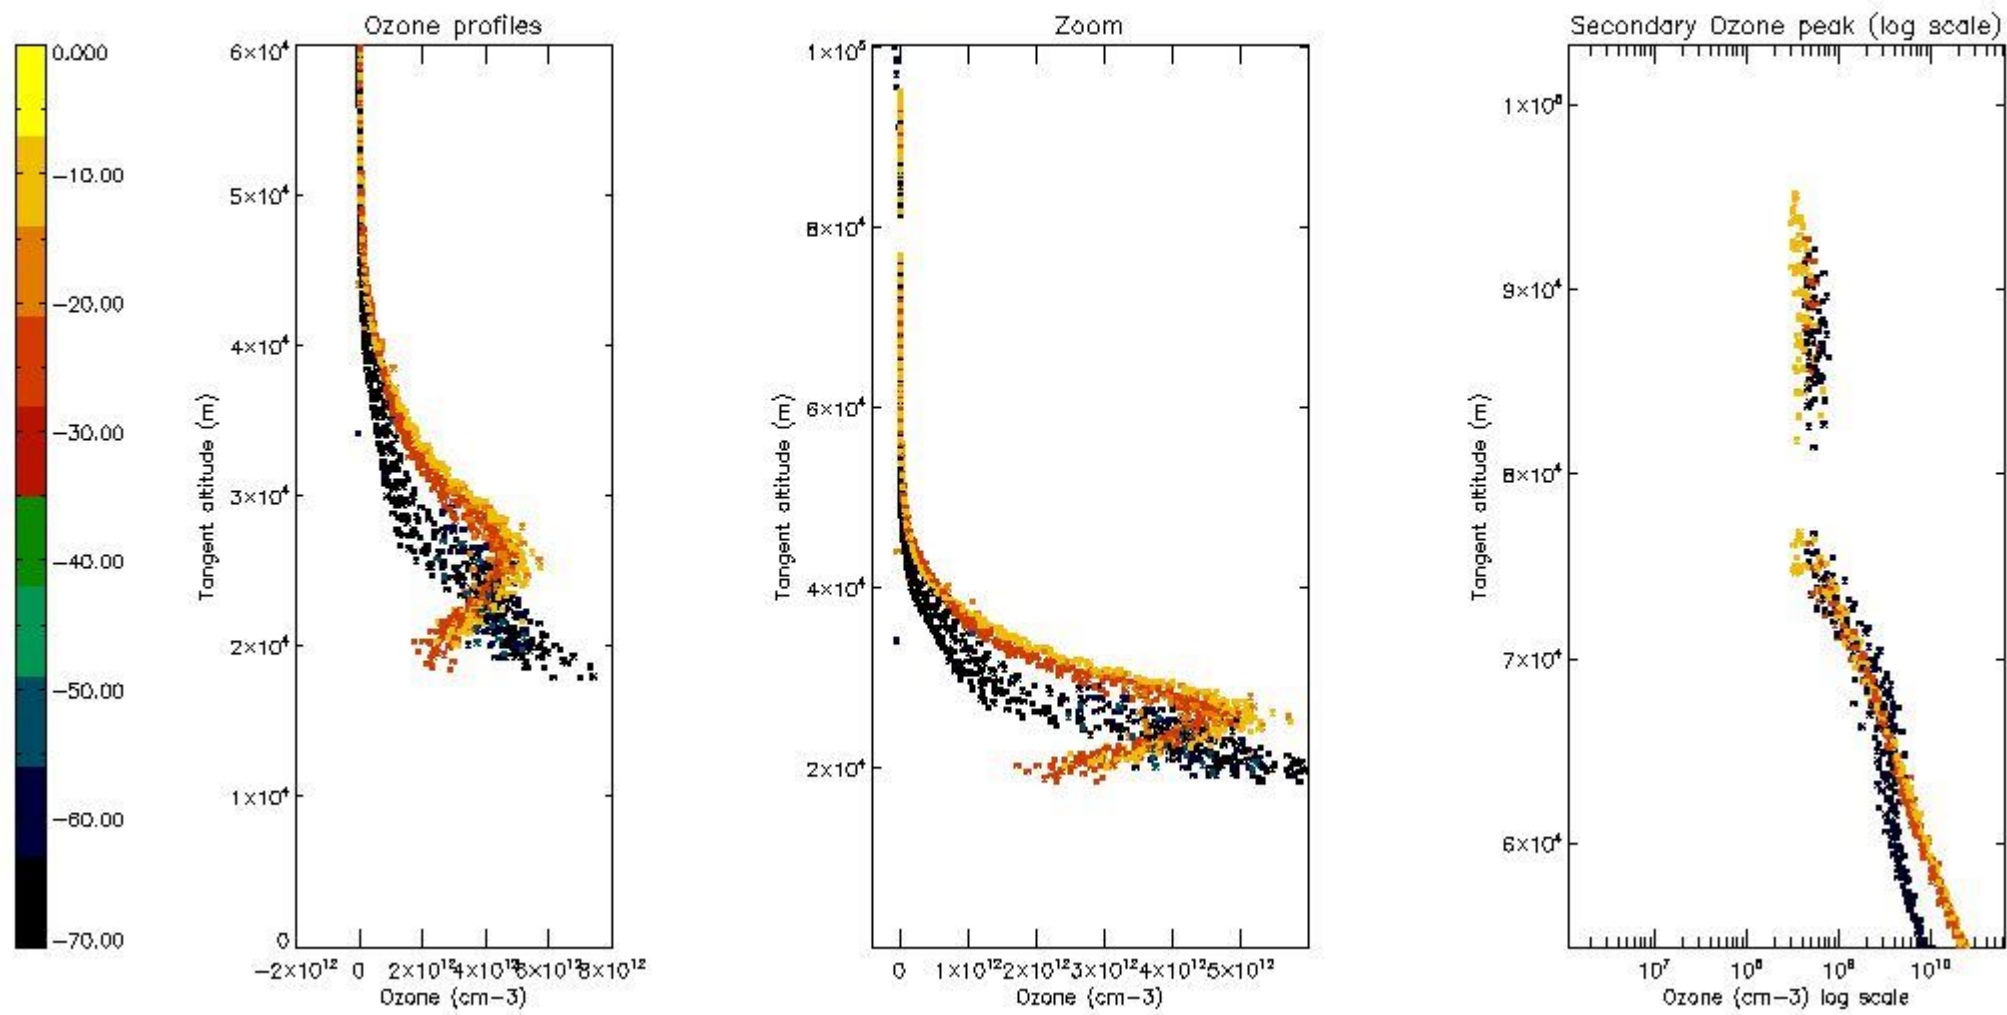 Ozone profiles
Zoom
Secondary Ozone peak (log scale)
0.000
−10.00
−20.00
−30.00
−40.00
−50.00
−60.00
−70.00
Tangent altitude (m)
6×10⁴
5×10⁴
4×10⁴
3×10⁴
2×10⁴
1×10⁴
0
−2×10¹² 0 2×10¹² 4×10¹² 6×10¹² 8×10¹²
Ozone (cm−3)
Tangent altitude (m)
1×10⁵
8×10⁴
6×10⁴
4×10⁴
2×10⁴
0 1×10¹² 2×10¹² 3×10¹² 4×10¹² 5×10¹²
Ozone (cm−3)
Tangent altitude (m)
1×10⁵
9×10⁴
8×10⁴
7×10⁴
6×10⁴
10⁷ 10⁸ 10⁹ 10¹⁰
Ozone (cm−3) log scale